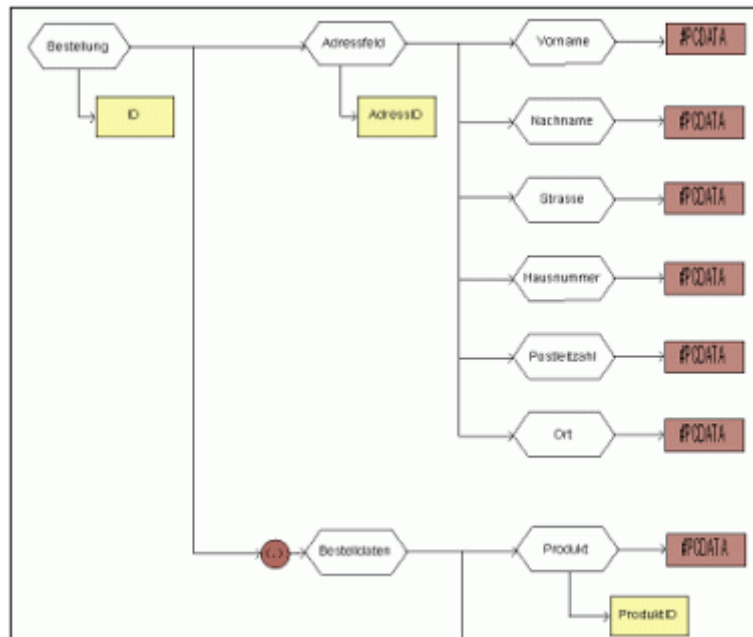 Bestellung
Adressfeld
Vorname
#PCDATA
ID
AdressID
Nachname
#PCDATA
Strasse
#PCDATA
Hausnummer
#PCDATA
Postleitzahl
#PCDATA
Ort
#PCDATA
Bestelldaten
Produkt
#PCDATA
ProduktID